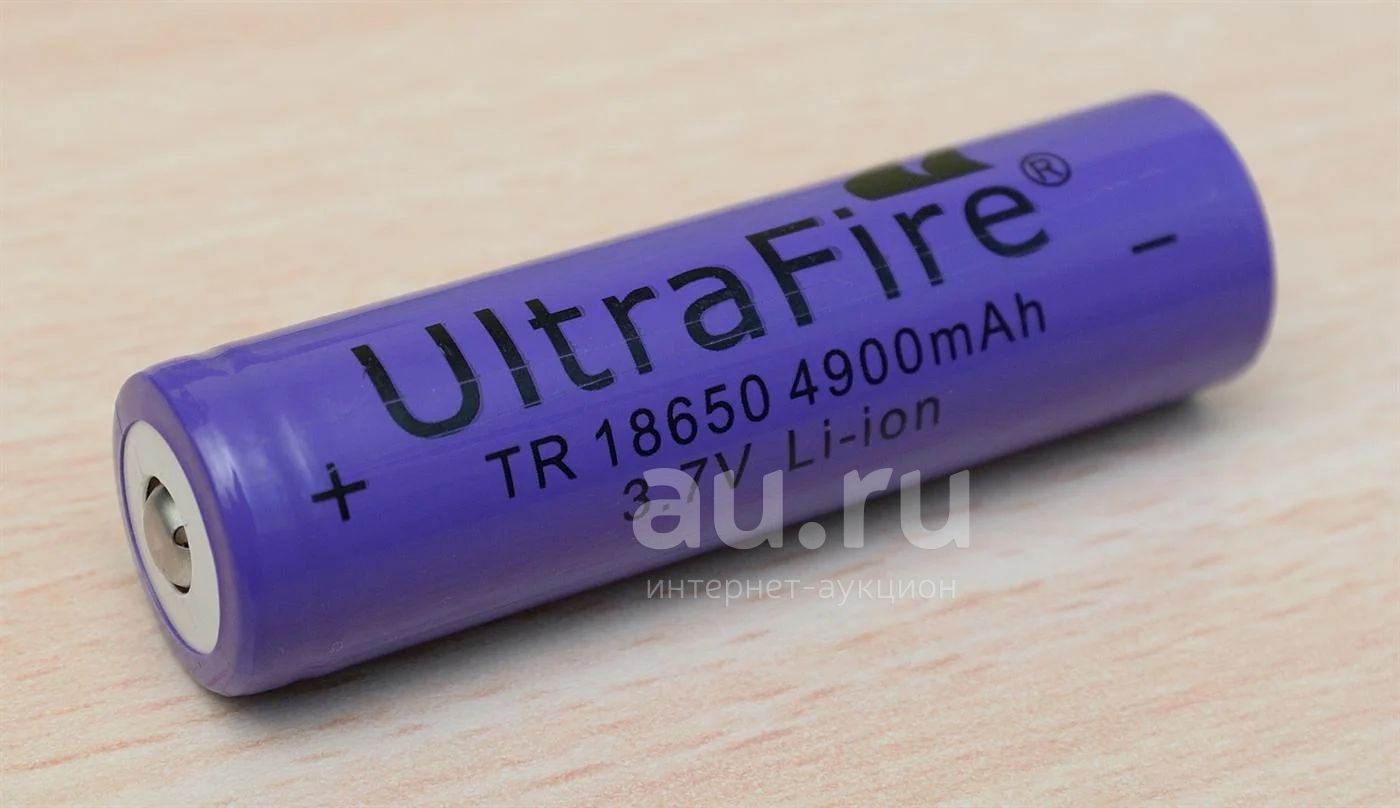 UltraFire®
TR 18650 4900mAh
3.7V Li-ion
+
−
au.ru
интернет-аукцион